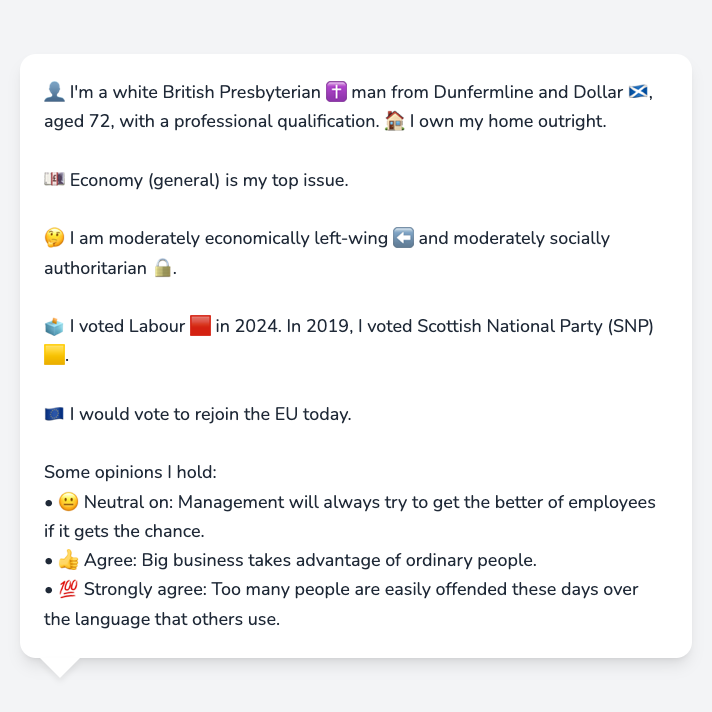 👤 I'm a white British Presbyterian ✝️ man from Dunfermline and Dollar 🏴󠁧󠁢󠁳󠁣󠁴󠁿,
aged 72, with a professional qualification. 🏠 I own my home outright.
💷 Economy (general) is my top issue.
🤔 I am moderately economically left-wing ⬅️ and moderately socially
authoritarian 🔒.
🗳️ I voted Labour 🟥 in 2024. In 2019, I voted Scottish National Party (SNP)
🟨.
🇪🇺 I would vote to rejoin the EU today.
Some opinions I hold:
• 😐 Neutral on: Management will always try to get the better of employees
if it gets the chance.
• 👍 Agree: Big business takes advantage of ordinary people.
• 💯 Strongly agree: Too many people are easily offended these days over
the language that others use.